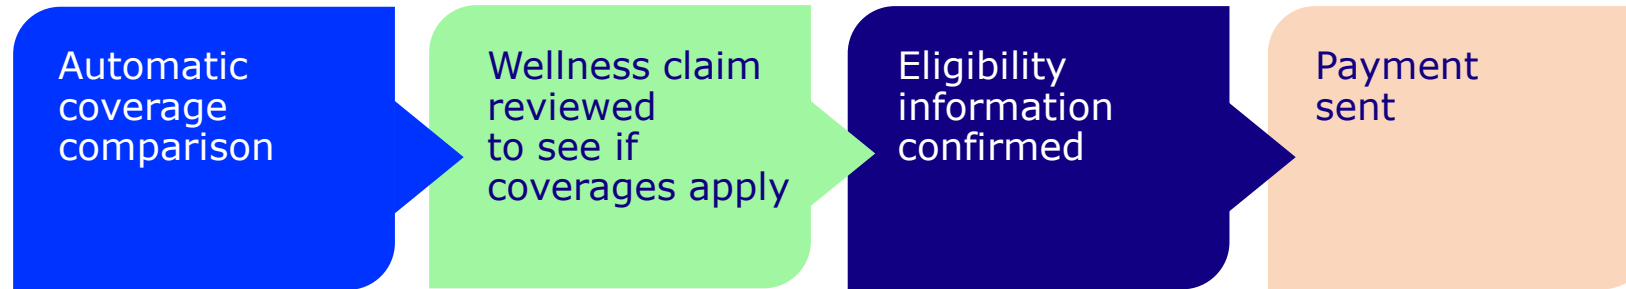 Automatic
coverage
comparison
Wellness claim
reviewed
to see if
coverages apply
Eligibility
information
confirmed
Payment
sent